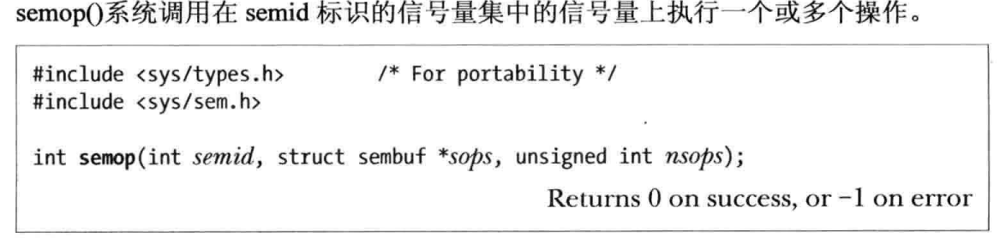 semop()系统调用在 semid 标识的信号量集中的信号量上执行一个或多个操作。
#include <sys/types.h> /* For portability */
#include <sys/sem.h>
int semop(int semid, struct sembuf *sops, unsigned int nsops);
Returns 0 on success, or −1 on error